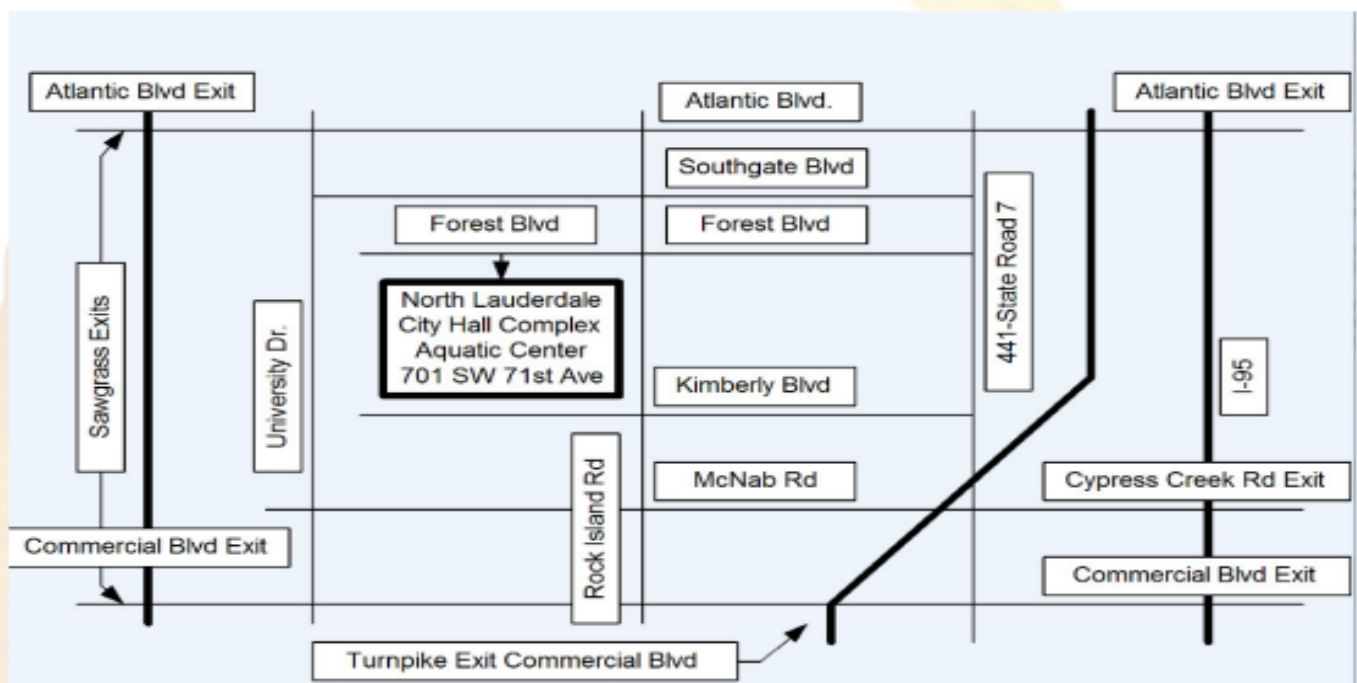 Atlantic Blvd Exit
Atlantic Blvd.
Atlantic Blvd Exit
Southgate Blvd
Forest Blvd
Forest Blvd
441-State Road 7
North Lauderdale
City Hall Complex
Aquatic Center
701 SW 71st Ave
Sawgrass Exits
University Dr.
Kimberly Blvd
I-95
Rock Island Rd
McNab Rd
Cypress Creek Rd Exit
Commercial Blvd Exit
Commercial Blvd Exit
Turnpike Exit Commercial Blvd